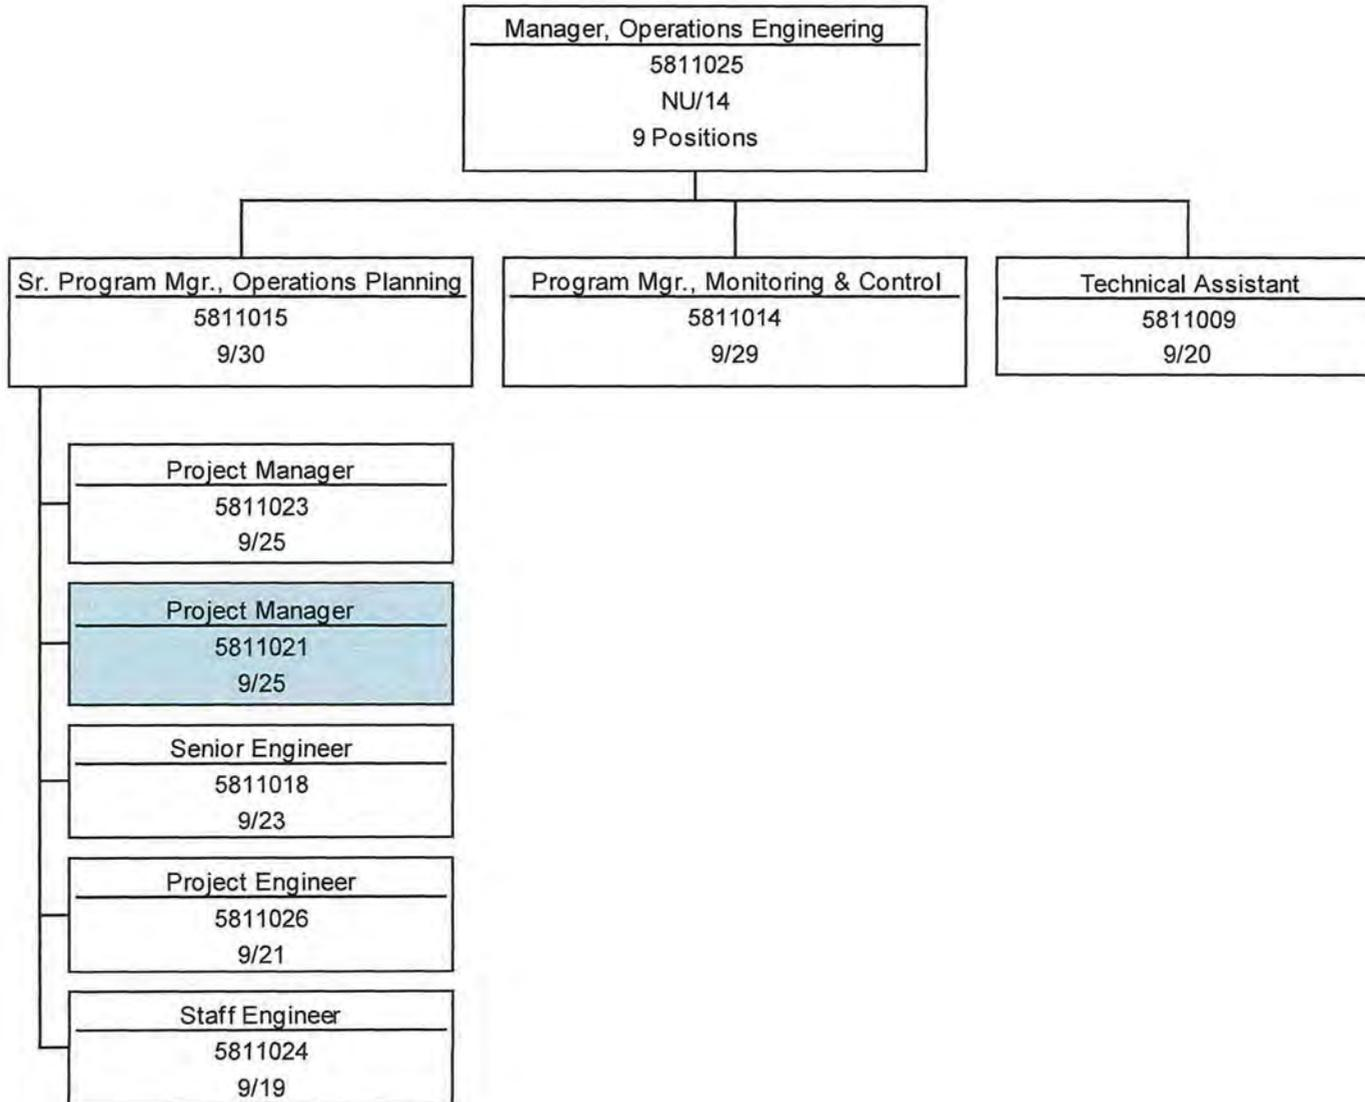 Manager, Operations Engineering
5811025
NU/14
9 Positions
Sr. Program Mgr., Operations Planning
5811015
9/30
Program Mgr., Monitoring & Control
5811014
9/29
Technical Assistant
5811009
9/20
Project Manager
5811023
9/25
Project Manager
5811021
9/25
Senior Engineer
5811018
9/23
Project Engineer
5811026
9/21
Staff Engineer
5811024
9/19